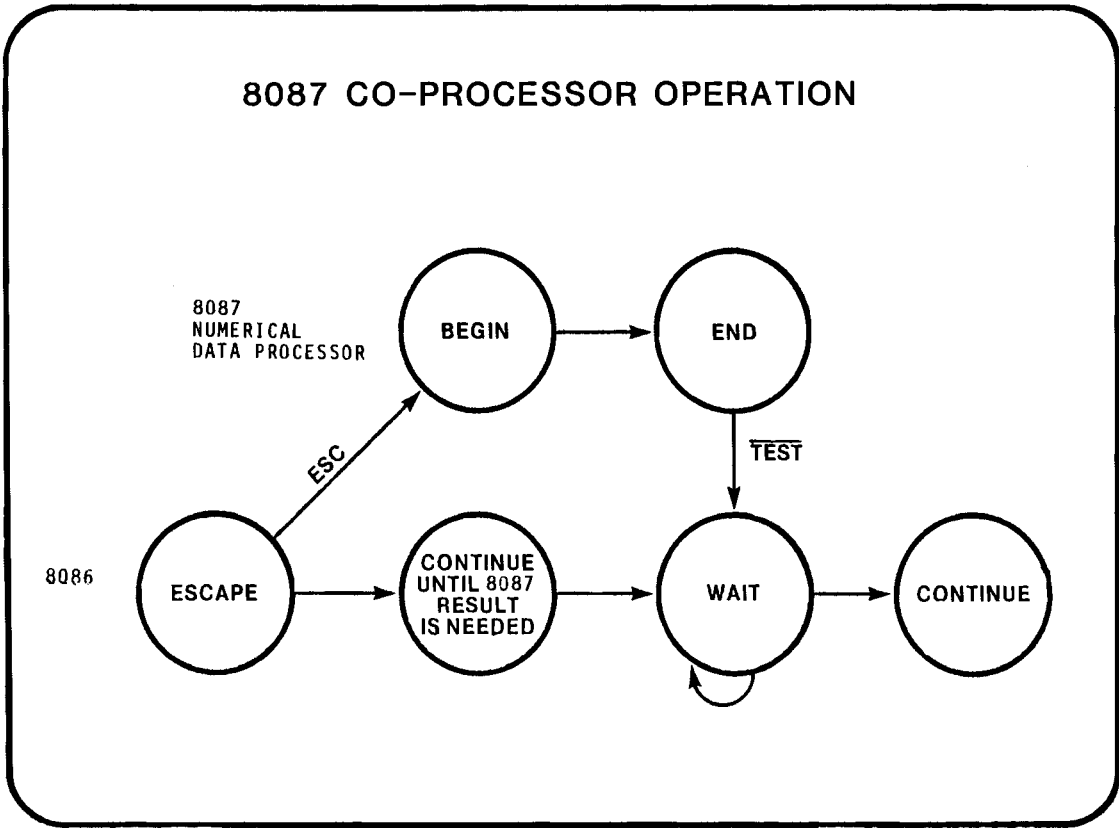 8087 CO-PROCESSOR OPERATION
8087
NUMERICAL
DATA PROCESSOR
BEGIN
END
ESC
TEST
8086
ESCAPE
CONTINUE
UNTIL 8087
RESULT
IS NEEDED
WAIT
CONTINUE